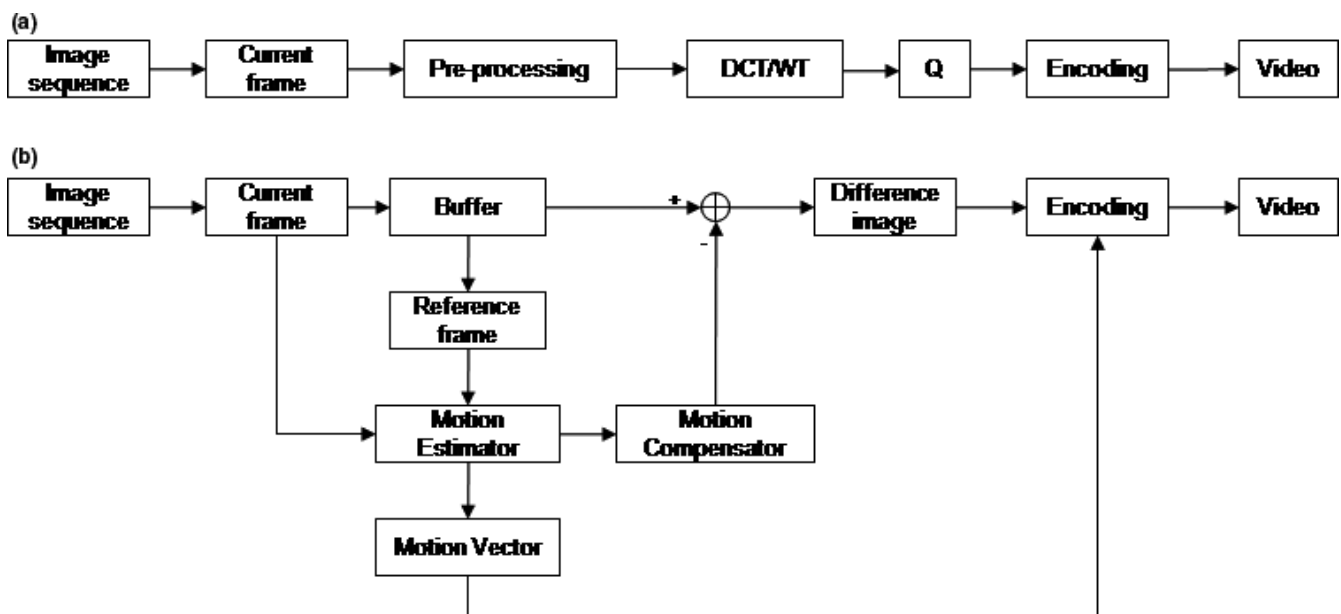 (a)
Image
sequence
Current
frame
Pre-processing
DCT/WT
Q
Encoding
Video
(b)
Image
sequence
Current
frame
Buffer
+
-
Difference
image
Encoding
Video
Reference
frame
Motion
Estimator
Motion
Compensator
Motion Vector